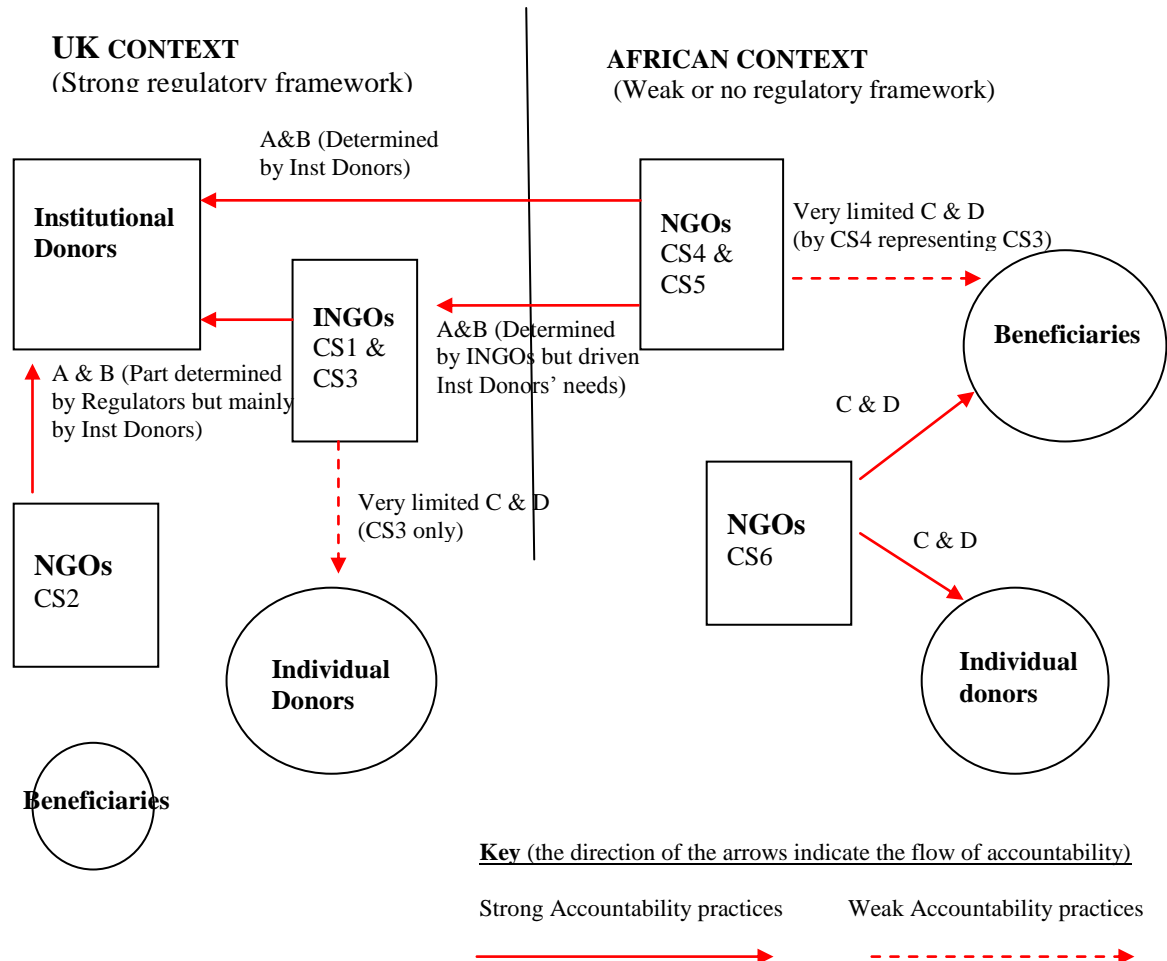 UK CONTEXT
(Strong regulatory framework)
AFRICAN CONTEXT
(Weak or no regulatory framework)
A&B (Determined
by Inst Donors)
Institutional
Donors
NGOs
CS4 &
CS5
Very limited C & D
(by CS4 representing CS3)
Beneficiaries
INGOs
CS1 &
CS3
A&B (Determined
by INGOs but driven
Inst Donors’ needs)
A & B (Part determined
by Regulators but mainly
by Inst Donors)
C & D
Very limited C & D
(CS3 only)
NGOs
CS6
C & D
NGOs
CS2
Individual
Donors
Individual
donors
Beneficiaries
Key (the direction of the arrows indicate the flow of accountability)
Strong Accountability practices
Weak Accountability practices